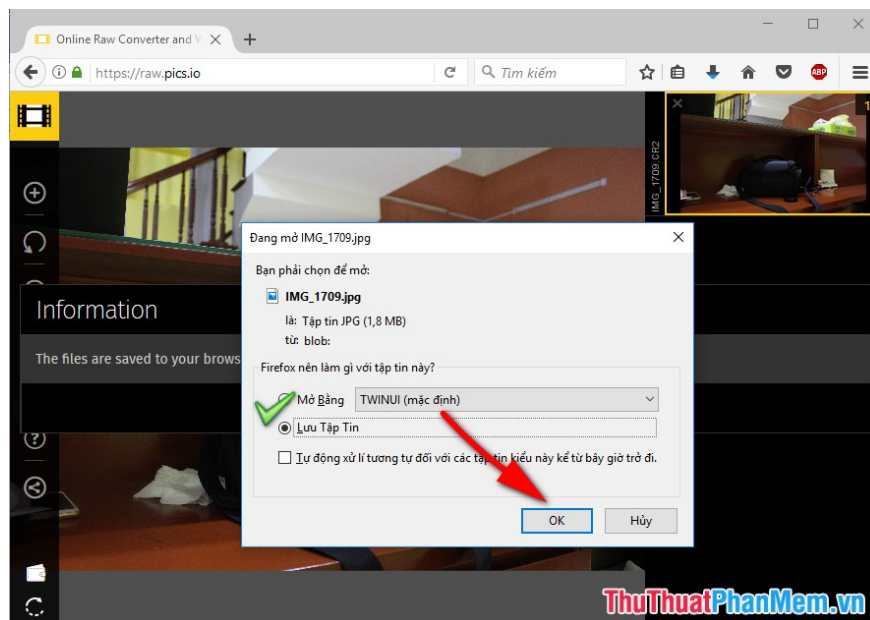 Online Raw Converter and V
https://raw.pics.io
Tìm kiếm
ABP
1
IMG_1709.CR2
Đang mở IMG_1709.jpg
Bạn phải chọn để mở:
IMG_1709.jpg
là: Tập tin JPG (1,8 MB)
từ: blob:
Information
The files are saved to your brows
Firefox nên làm gì với tập tin này?
Mở Bằng TWINUI (mặc định)
Lưu Tập Tin
Tự động xử lí tương tự đối với các tập tin kiểu này kể từ bây giờ trở đi.
OK Hủy
ThuThuatPhanMem.vn